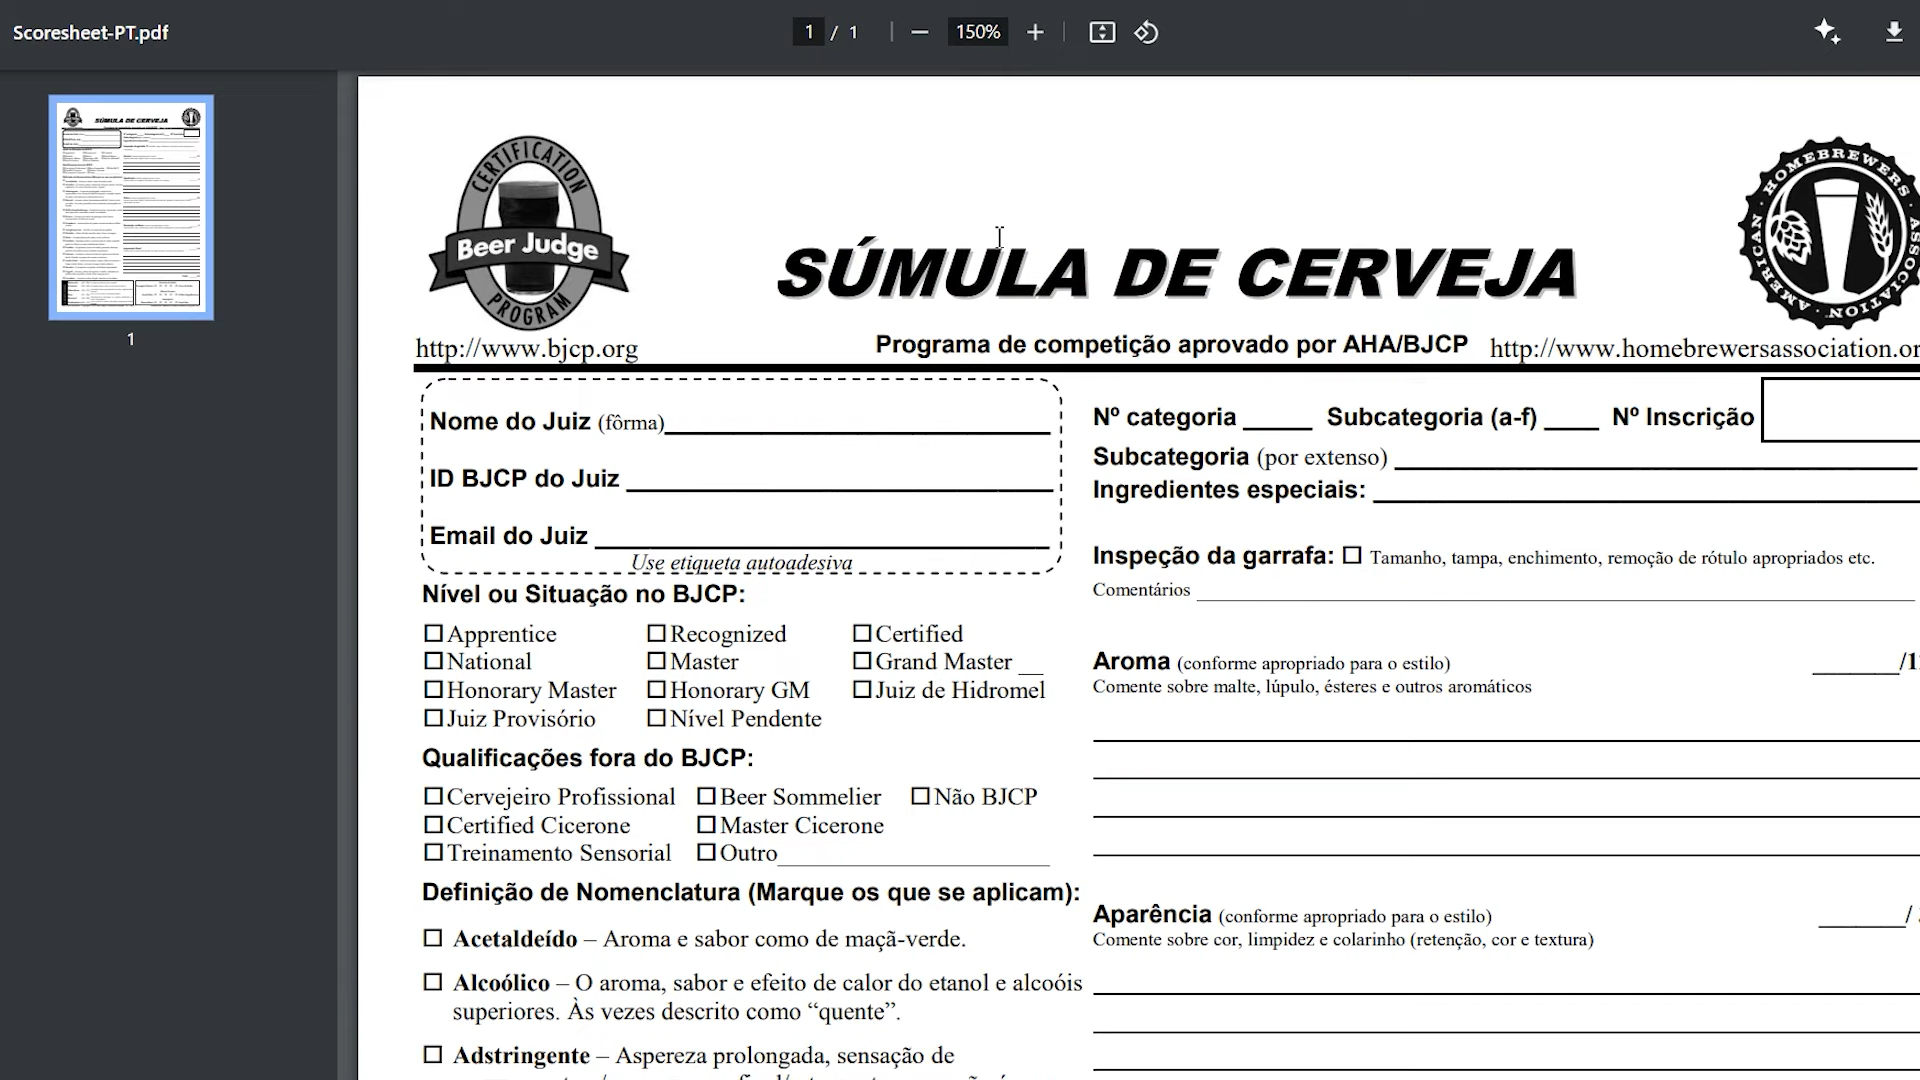 Scoresheet-PT.pdf
1 / 1
150%
1
CERTIFICATION
Beer Judge
PROGRAM
http://www.bjcp.org
SÚMULA DE CERVEJA
Programa de competição aprovado por AHA/BJCP
AMERICAN · HOMEBREWERS · ASSOCIATION ·
http://www.homebrewersassociation.or
Nome do Juiz (fôrma)
ID BJCP do Juiz
Email do Juiz
Use etiqueta autoadesiva
Nível ou Situação no BJCP:
Apprentice Recognized Certified
National Master Grand Master __
Honorary Master Honorary GM Juiz de Hidromel
Juiz Provisório Nível Pendente
Qualificações fora do BJCP:
Cervejeiro Profissional Beer Sommelier Não BJCP
Certified Cicerone Master Cicerone
Treinamento Sensorial Outro
Definição de Nomenclatura (Marque os que se aplicam):
Acetaldeído – Aroma e sabor como de maçã-verde.
Alcoólico – O aroma, sabor e efeito de calor do etanol e alcoóis
superiores. Às vezes descrito como “quente”.
Adstringente – Aspereza prolongada, sensação de
Nº categoria Subcategoria (a-f) Nº Inscrição
Subcategoria (por extenso)
Ingredientes especiais:
Inspeção da garrafa: Tamanho, tampa, enchimento, remoção de rótulo apropriados etc.
Comentários
Aroma (conforme apropriado para o estilo) /1
Comente sobre malte, lúpulo, ésteres e outros aromáticos
Aparência (conforme apropriado para o estilo) /
Comente sobre cor, limpidez e colarinho (retenção, cor e textura)